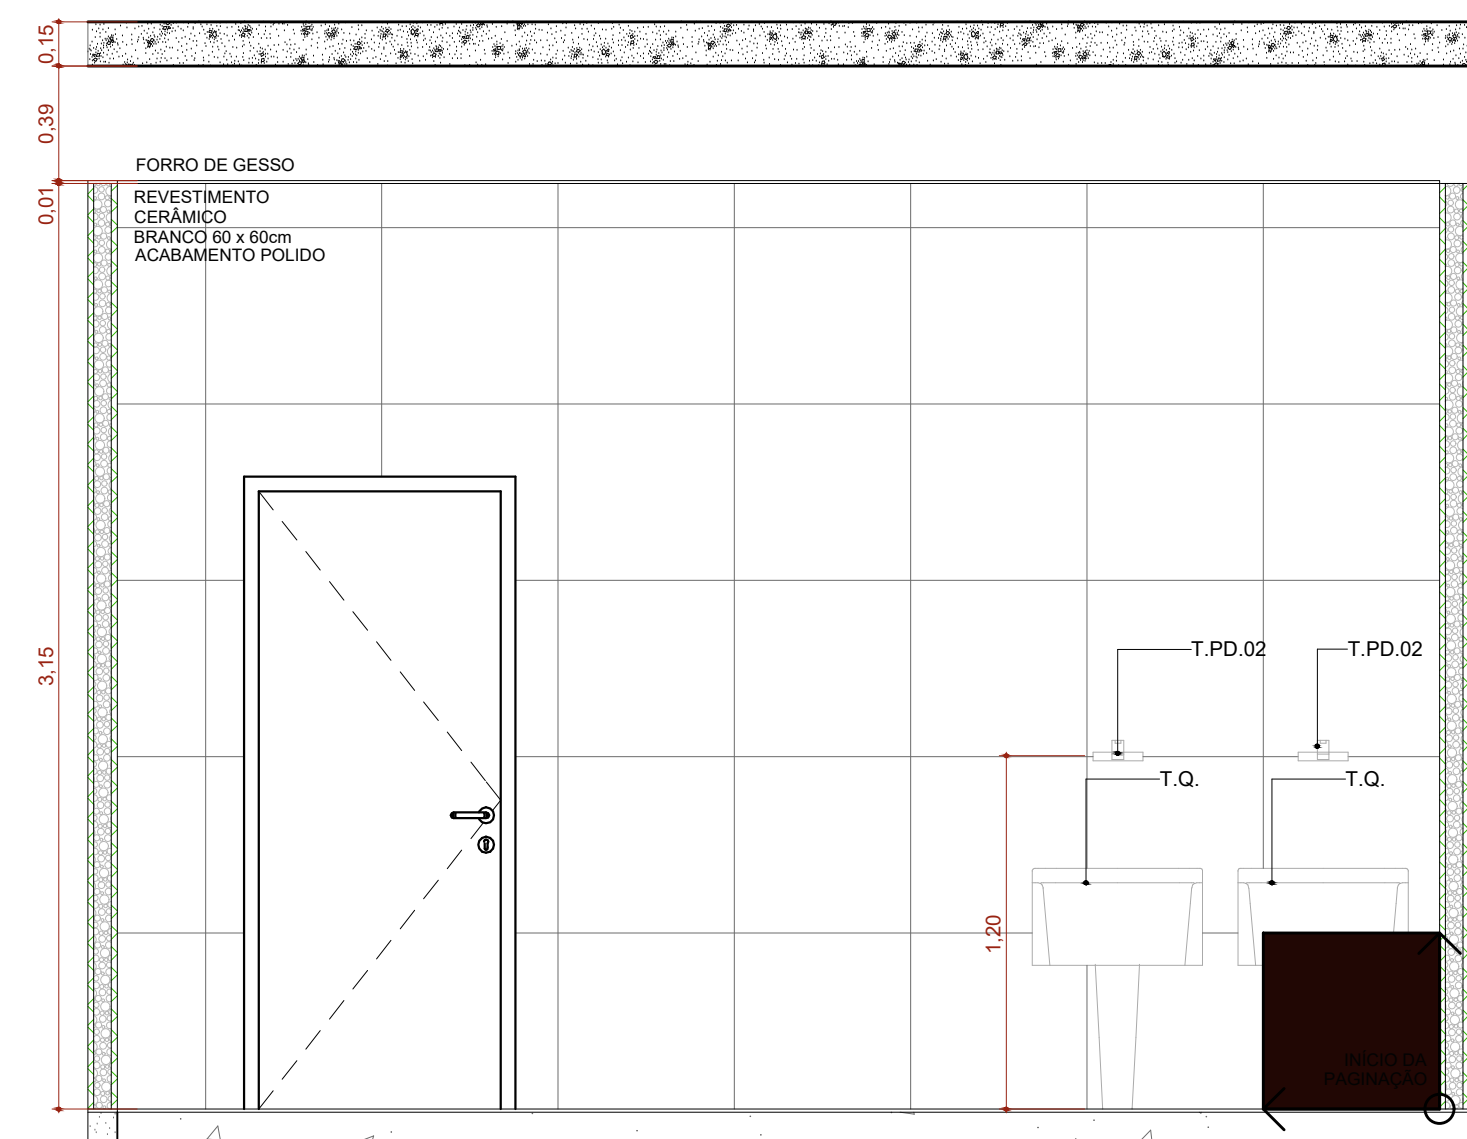 0,15
0,39
FORRO DE GESSO
0,01
REVESTIMENTO
CERÂMICO
BRANCO 60 x 60cm
ACABAMENTO POLIDO
3,15
T.PD.02
T.PD.02
T.Q.
T.Q.
1,20
INÍCIO DA
PAGINAÇÃO